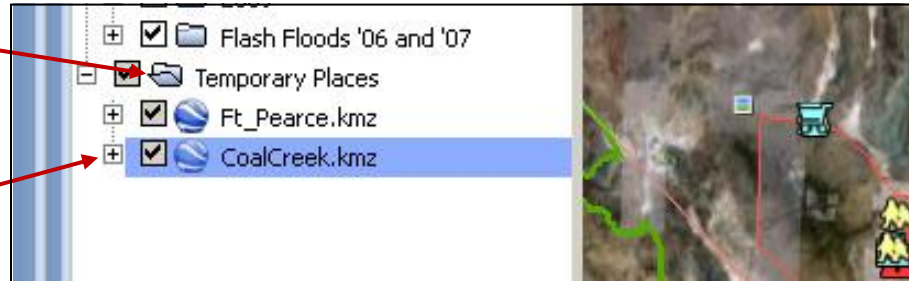 Flash Floods '06 and '07
Temporary Places
Ft_Pearce.kmz
CoalCreek.kmz